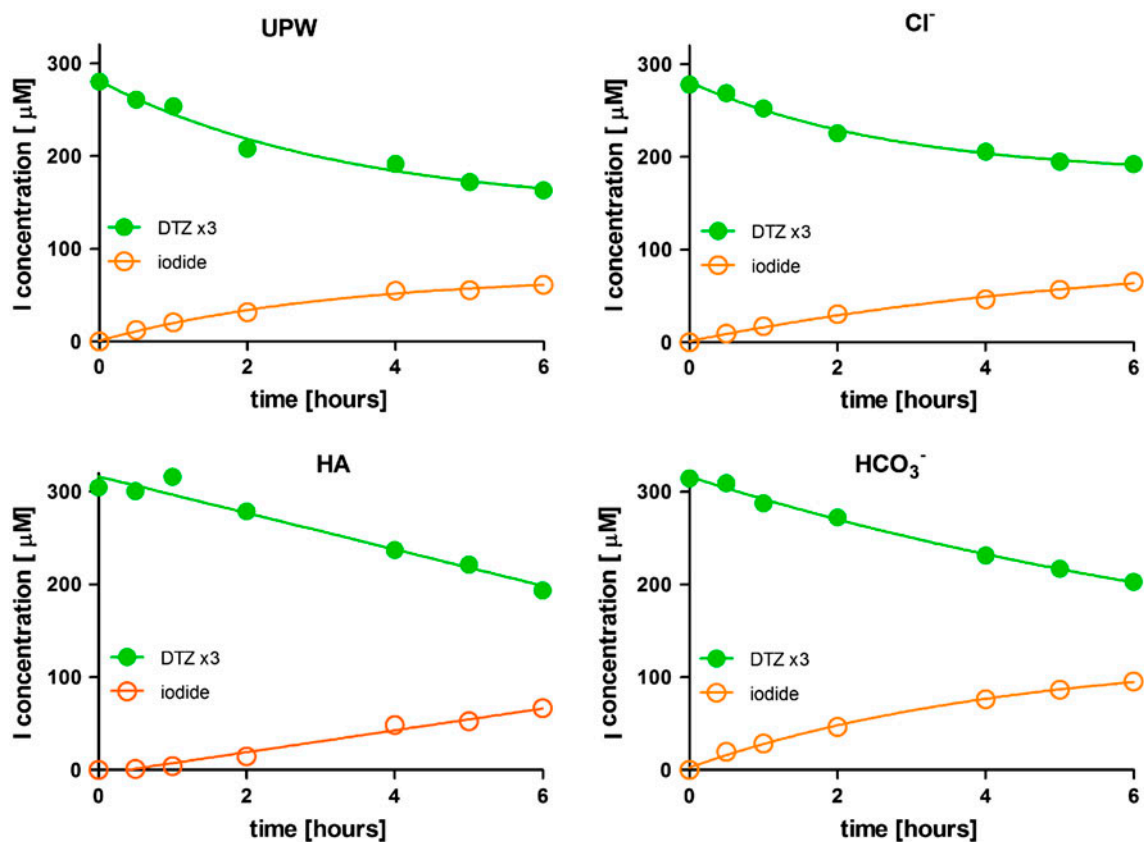 UPW
I concentration [ μM]
300
200
100
0
DTZ x3
iodide
0 2 4 6
time [hours]
Cl⁻
I concentration [ μM]
300
200
100
0
DTZ x3
iodide
0 2 4 6
time [hours]
HA
I concentration [ μM]
300
200
100
0
DTZ x3
iodide
0 2 4 6
time [hours]
HCO₃⁻
I concentration [ μM]
300
200
100
0
DTZ x3
iodide
0 2 4 6
time [hours]